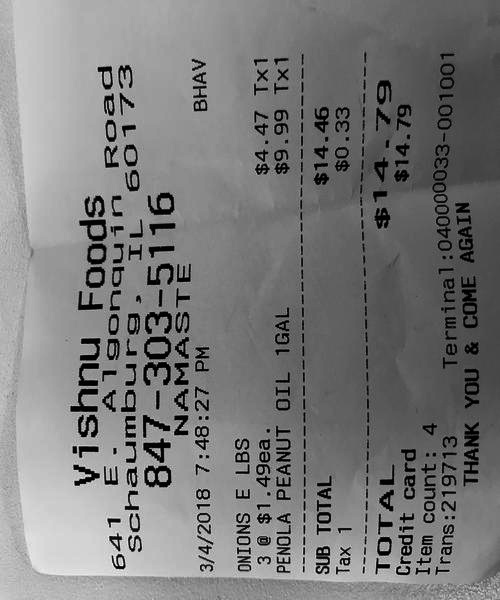 Vishnu Foods
641 E. Algonquin Road
Schaumburg, IL 60173
847-303-5116
NAMASTE
3/4/2018 7:48:27 PM BHAV
ONIONS E LBS
3 @ $1.49ea. $4.47 Tx1
PENOLA PEANUT OIL 1GAL $9.99 Tx1
SUB TOTAL $14.46
Tax 1 $0.33
TOTAL $14.79
Credit card $14.79
Item count: 4
Trans:219713 Terminal:040000033-001001
THANK YOU & COME AGAIN